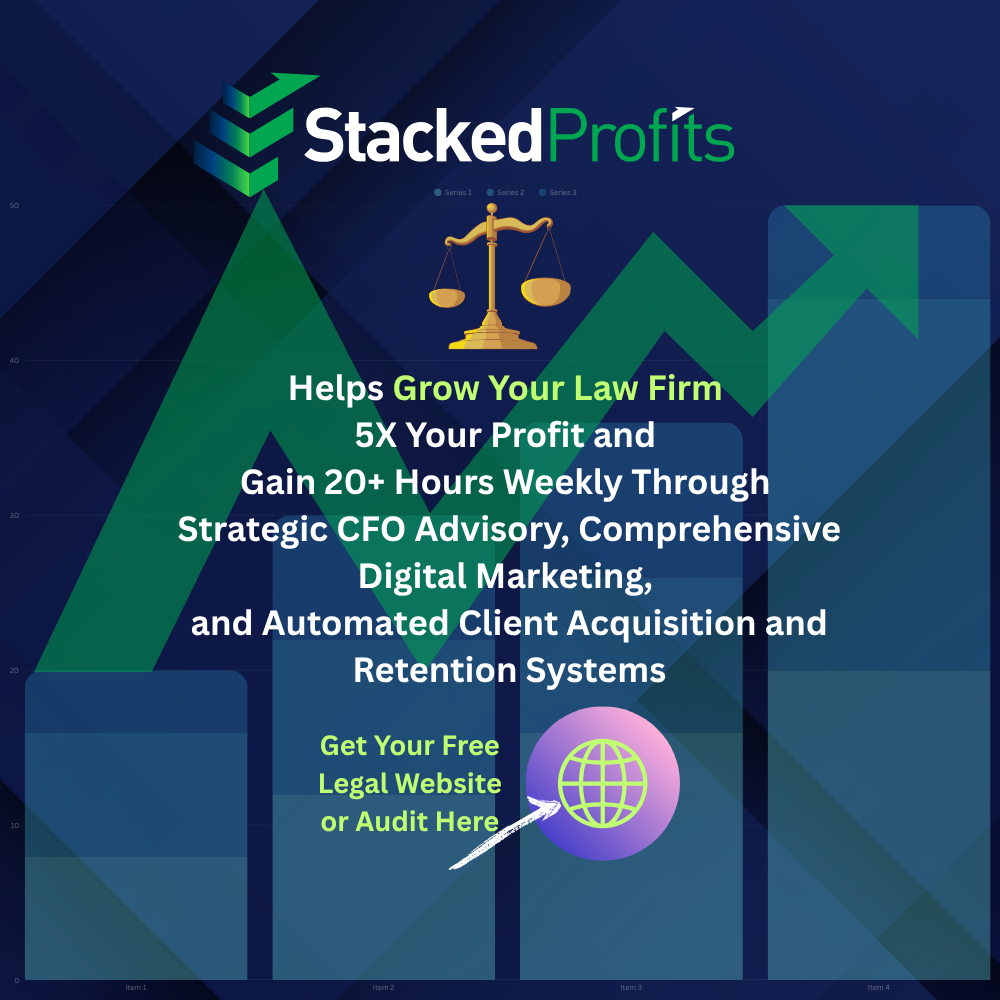 StackedProfits
Series 1 Series 2 Series 3
50
40
30
20
10
0
Helps Grow Your Law Firm
5X Your Profit and
Gain 20+ Hours Weekly Through
Strategic CFO Advisory, Comprehensive
Digital Marketing,
and Automated Client Acquisition and
Retention Systems
Get Your Free
Legal Website
or Audit Here
Item 1 Item 2 Item 3 Item 4